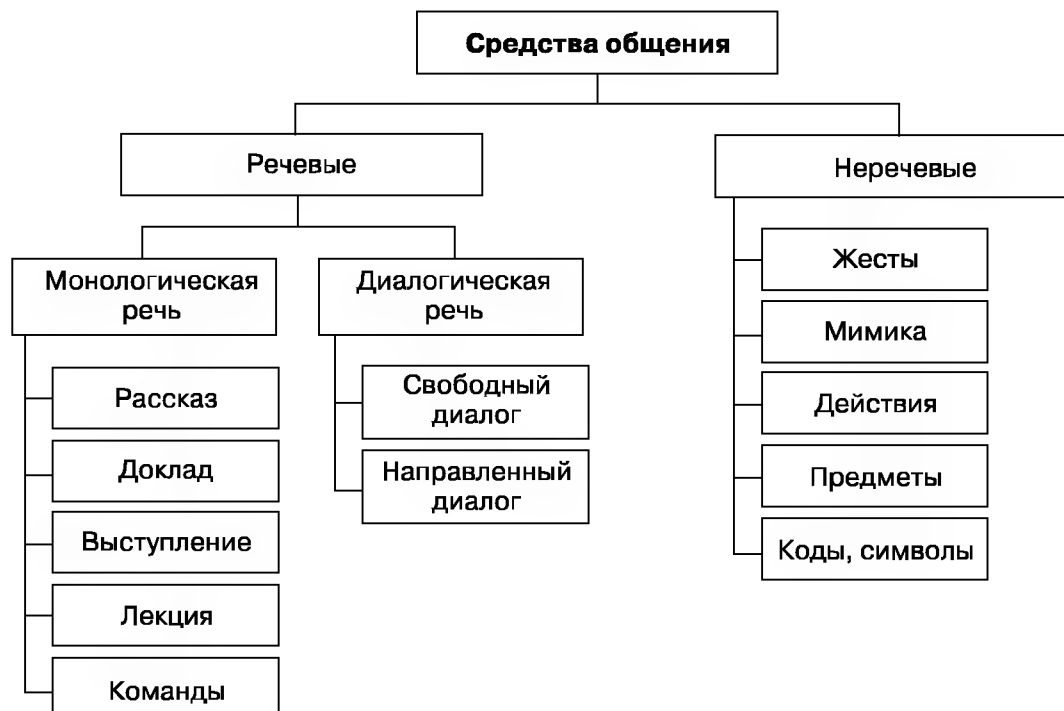 Средства общения
Речевые
Неречевые
Монологическая
речь
Диалогическая
речь
Рассказ
Доклад
Выступление
Лекция
Команды
Свободный
диалог
Направленный
диалог
Жесты
Мимика
Действия
Предметы
Коды, символы